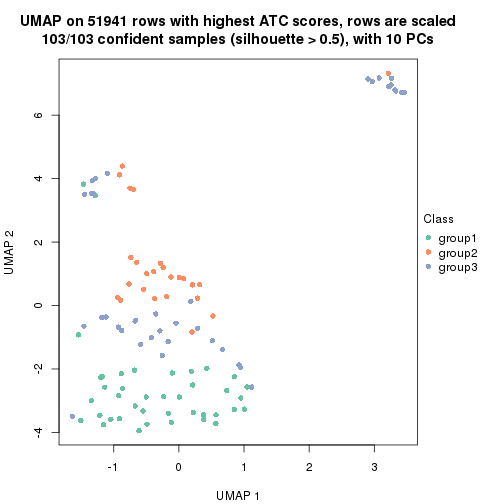 UMAP on 51941 rows with highest ATC scores, rows are scaled
103/103 confident samples (silhouette > 0.5), with 10 PCs
UMAP 2
6
4
2
0
-2
-4
-1
0
1
2
3
UMAP 1
Class
group1
group2
group3